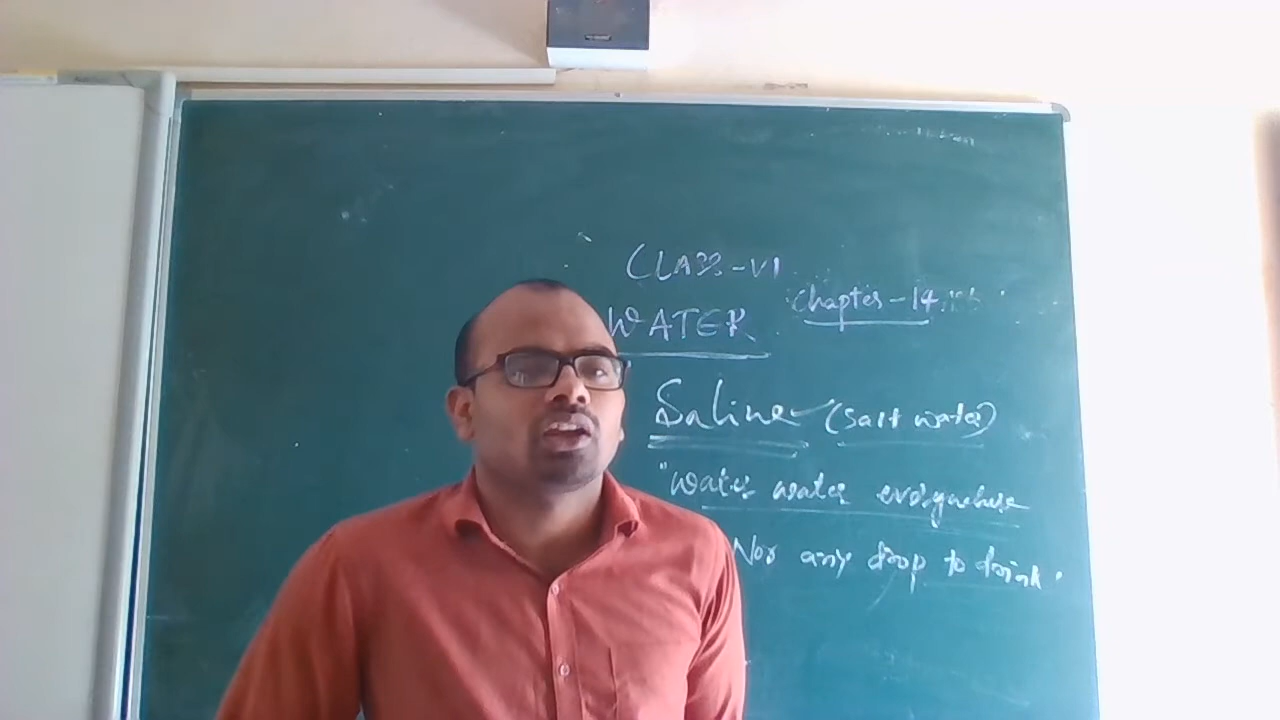 CLASS-VI
WATER
Chapter-14
Saline (Salt water)
"Water water everywhere
Nor any drop to drink.